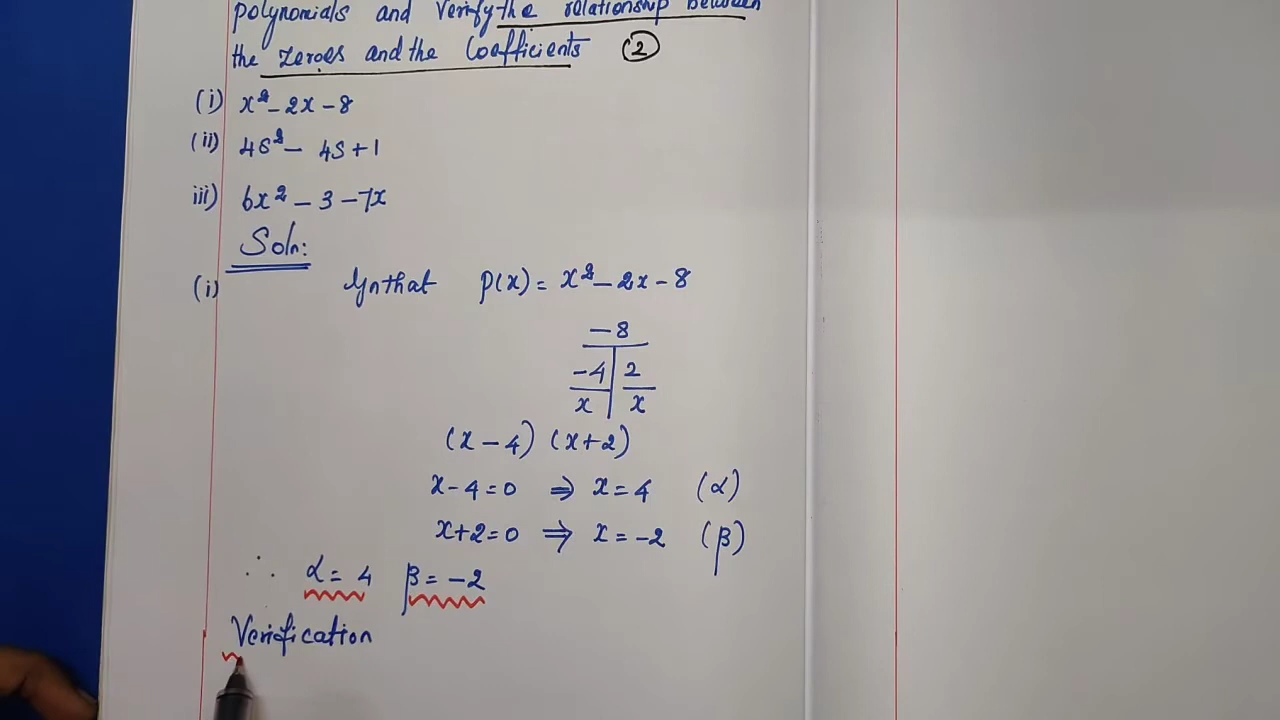 polynomials and verify the relationship between
the zeroes and the Coefficients (2)
(i) x² - 2x - 8
(ii) 4s² - 4s + 1
iii) 6x² - 3 - 7x
Soln:
(i) Gn that P(x) = x² - 2x - 8
-8
-4 | 2
x | x
(x - 4) (x + 2)
x - 4 = 0 ⇒ x = 4 (α)
x + 2 = 0 ⇒ x = -2 (β)
∴ α = 4 β = -2
Verification